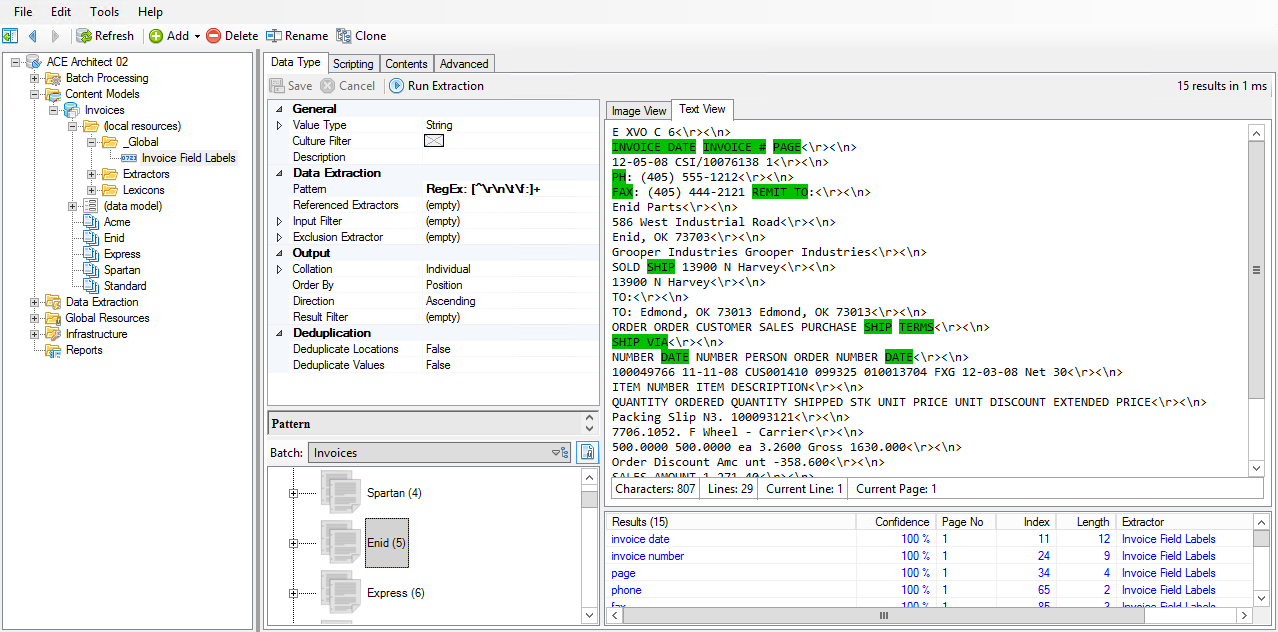 File Edit Tools Help
Refresh Add Delete Rename Clone
ACE Architect 02
Batch Processing
Content Models
Invoices
(local resources)
_Global
Invoice Field Labels
Extractors
Lexicons
(data model)
Acme
Enid
Express
Spartan
Standard
Data Extraction
Global Resources
Infrastructure
Reports
Data Type Scripting Contents Advanced
Save Cancel Run Extraction 15 results in 1 ms
General
Value Type String
Culture Filter
Description
Data Extraction
Pattern RegEx: [^\r\n\t\f:]+
Referenced Extractors (empty)
Input Filter (empty)
Exclusion Extractor (empty)
Output
Collation Individual
Order By Position
Direction Ascending
Result Filter (empty)
Deduplication
Deduplicate Locations False
Deduplicate Values False
Pattern
Batch: Invoices
Spartan (4)
Enid (5)
Express (6)
Image View Text View
E XVO C 6<\r><\n>
INVOICE DATE INVOICE # PAGE<\r><\n>
12-05-08 CSI/10076138 1<\r><\n>
PH: (405) 555-1212<\r><\n>
FAX: (405) 444-2121 REMIT TO:<\r><\n>
Enid Parts<\r><\n>
586 West Industrial Road<\r><\n>
Enid, OK 73703<\r><\n>
Grooper Industries Grooper Industries<\r><\n>
SOLD SHIP 13900 N Harvey<\r><\n>
13900 N Harvey<\r><\n>
TO:<\r><\n>
TO: Edmond, OK 73013 Edmond, OK 73013<\r><\n>
ORDER ORDER CUSTOMER SALES PURCHASE SHIP TERMS<\r><\n>
SHIP VIA<\r><\n>
NUMBER DATE NUMBER PERSON ORDER NUMBER DATE<\r><\n>
100049766 11-11-08 CUS001410 099325 010013704 FXG 12-03-08 Net 30<\r><\n>
ITEM NUMBER ITEM DESCRIPTION<\r><\n>
QUANTITY ORDERED QUANTITY SHIPPED STK UNIT PRICE UNIT DISCOUNT EXTENDED PRICE<\r><\n>
Packing Slip N3. 100093121<\r><\n>
7706.1052. F Wheel - Carrier<\r><\n>
500.0000 500.0000 ea 3.2600 Gross 1630.000<\r><\n>
Order Discount Amc unt -358.600<\r><\n>
SALES AMOUNT 1,271.40<\r><\n>
Characters: 807 Lines: 29 Current Line: 1 Current Page: 1
Results (15) Confidence Page No Index Length Extractor
invoice date 100 % 1 11 12 Invoice Field Labels
invoice number 100 % 1 24 9 Invoice Field Labels
page 100 % 1 34 4 Invoice Field Labels
phone 100 % 1 65 2 Invoice Field Labels
fax 100 % 1 85 3 Invoice Field Labels